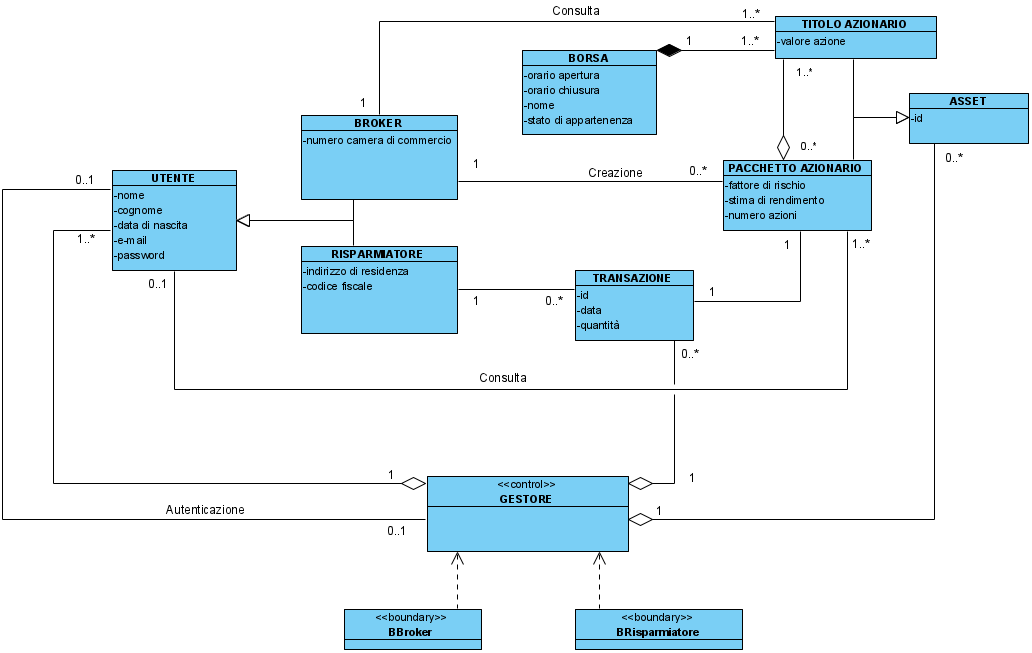 Consulta
1..*
TITOLO AZIONARIO
-valore azione
1
1..*
BORSA
-orario apertura
-orario chiusura
-nome
-stato di appartenenza
1..*
ASSET
-id
0..*
1
BROKER
-numero camera di commercio
1
Creazione
0..*
0..*
PACCHETTO AZIONARIO
-fattore di rischio
-stima di rendimento
-numero azioni
0..1
UTENTE
-nome
-cognome
-data di nascita
-e-mail
-password
1..*
0..1
RISPARMIATORE
-indirizzo di residenza
-codice fiscale
1
0..*
TRANSAZIONE
-id
-data
-quantità
1
1
1..*
0..*
Consulta
1
<<control>>
GESTORE
1
1
Autenticazione
0..1
<<boundary>>
BBroker
<<boundary>>
BRisparmiatore